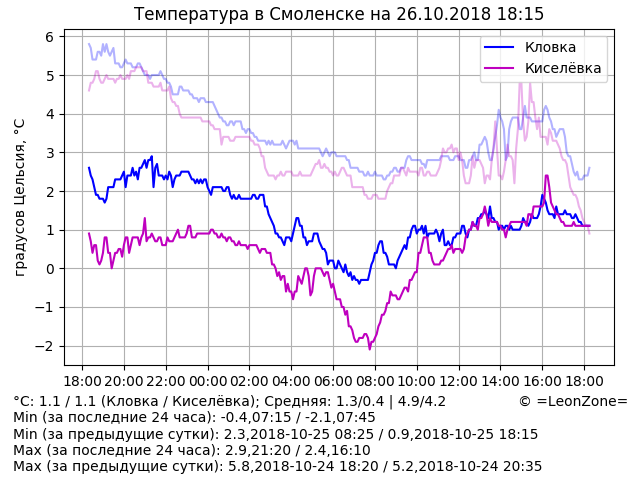 Температура в Смоленске на 26.10.2018 18:15
градусов Цельсия, °C
6
5
4
3
2
1
0
−1
−2
Кловка
Киселёвка
18:00 20:00 22:00 00:00 02:00 04:00 06:00 08:00 10:00 12:00 14:00 16:00 18:00
°C: 1.1 / 1.1 (Кловка / Киселёвка); Средняя: 1.3/0.4 | 4.9/4.2 © =LeonZone=
Min (за последние 24 часа): -0.4,07:15 / -2.1,07:45
Min (за предыдущие сутки): 2.3,2018-10-25 08:25 / 0.9,2018-10-25 18:15
Max (за последние 24 часа): 2.9,21:20 / 2.4,16:10
Max (за предыдущие сутки): 5.8,2018-10-24 18:20 / 5.2,2018-10-24 20:35